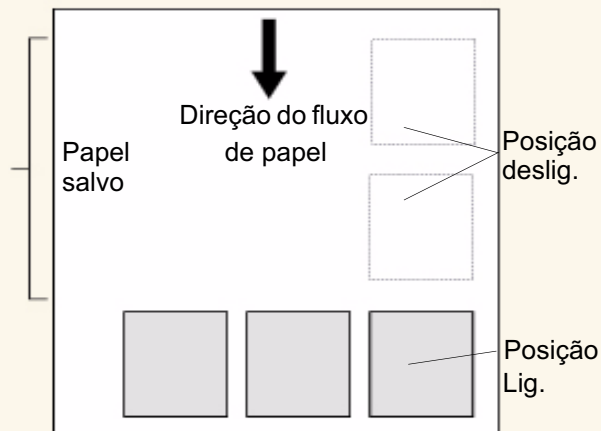 Direção do fluxo
de papel
Papel
salvo
Posição
deslig.
Posição
Lig.